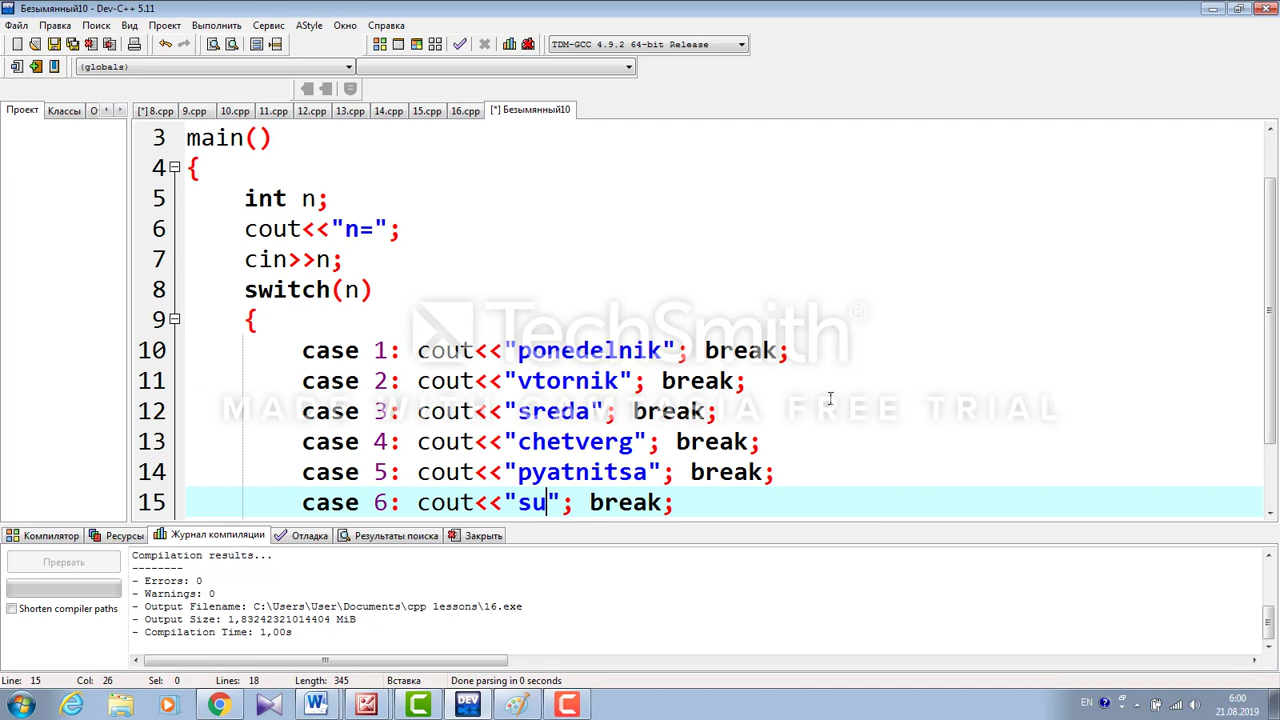 Безымянный10 - Dev-C++ 5.11
Файл Правка Поиск Вид Проект Выполнить Сервис AStyle Окно Справка
TDM-GCC 4.9.2 64-bit Release
(globals)
Проект Классы О [*] 8.cpp 9.cpp 10.cpp 11.cpp 12.cpp 13.cpp 14.cpp 15.cpp 16.cpp [*] Безымянный10
3 main()
4 {
5 int n;
6 cout<<"n=";
7 cin>>n;
8 switch(n)
9 {
TechSmith®
10 case 1: cout<<"ponedelnik"; break;
11 case 2: cout<<"vtornik"; break;
MADE WITH CAMTASIA FREE TRIAL
12 case 3: cout<<"sreda"; break;
13 case 4: cout<<"chetverg"; break;
14 case 5: cout<<"pyatnitsa"; break;
15 case 6: cout<<"su"; break;
Компилятор Ресурсы Журнал компиляции Отладка Результаты поиска Закрыть
Прервать
Shorten compiler paths
Compilation results...
--------
- Errors: 0
- Warnings: 0
- Output Filename: C:\Users\User\Documents\cpp lessons\16.exe
- Output Size: 1,83242321014404 MiB
- Compilation Time: 1,00s
Line: 15 Col: 26 Sel: 0 Lines: 18 Length: 345 Вставка Done parsing in 0 seconds
DEV
EN 6:00
21.08.2019